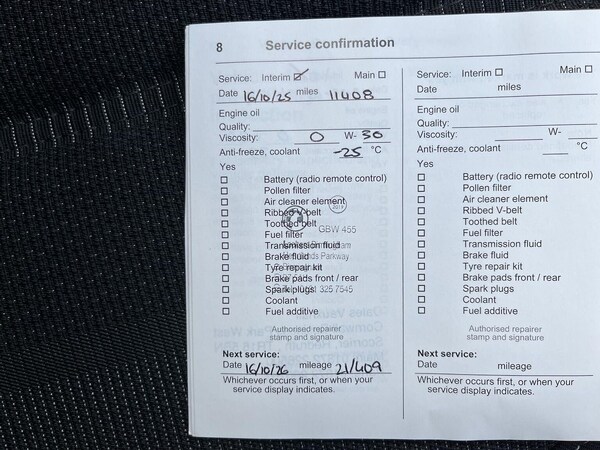 8 Service confirmation
Service: Interim Main
Date 16/10/25 miles 11408
Engine oil
Quality:
Viscosity: 0 W- 30
Anti-freeze, coolant -25 °C
Yes
Battery (radio remote control)
Pollen filter
Air cleaner element
Ribbed V-belt
Toothed belt
Fuel filter
GBW 455
Transmission fluid
Brake fluid
Parkway
Tyre repair kit
Brake pads front / rear
Spark plugs
325 7545
Coolant
Fuel additive
Authorised repairer
stamp and signature
Next service:
Date 16/10/26 mileage 21/409
Whichever occurs first, or when your
service display indicates.
Service: Interim Main
Date miles
Engine oil
Quality:
Viscosity: W-
Anti-freeze, coolant °C
Yes
Battery (radio remote control)
Pollen filter
Air cleaner element
Ribbed V-belt
Toothed belt
Fuel filter
Transmission fluid
Brake fluid
Tyre repair kit
Brake pads front / rear
Spark plugs
Coolant
Fuel additive
Authorised repairer
stamp and signature
Next service:
Date mileage
Whichever occurs first, or when your
service display indicates.